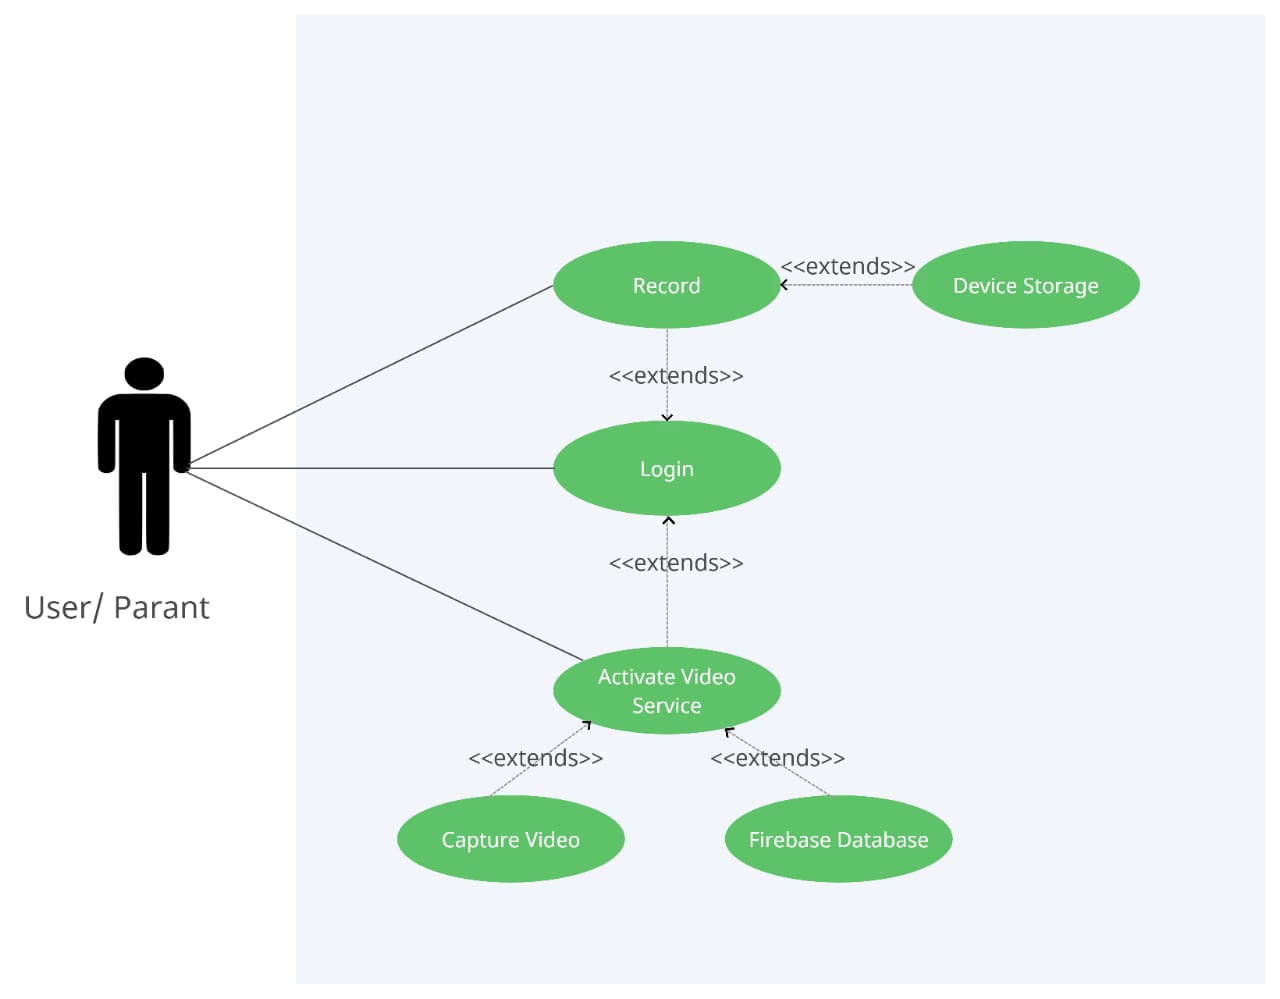 Record
<<extends>>
Device Storage
<<extends>>
Login
<<extends>>
User/ Parant
Activate Video
Service
<<extends>>
<<extends>>
Capture Video
Firebase Database